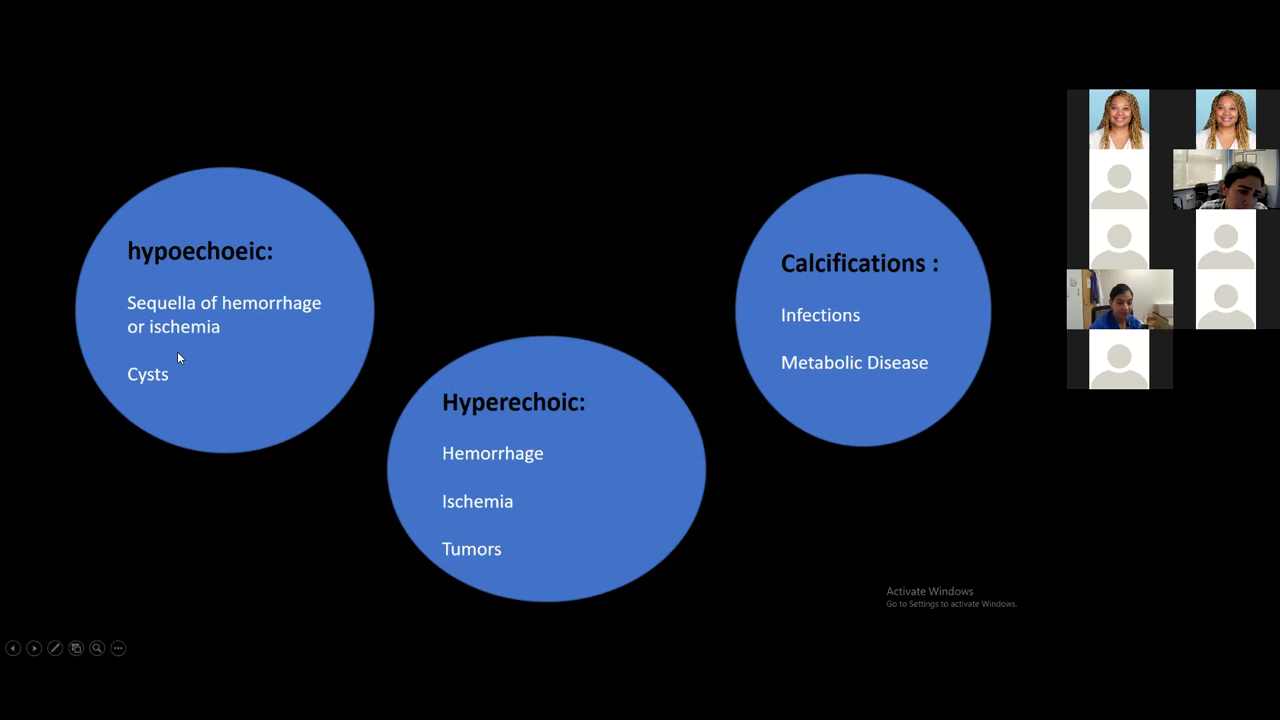 hypoechoeic:
Sequella of hemorrhage
or ischemia
Cysts
Hyperechoic:
Hemorrhage
Ischemia
Tumors
Calcifications :
Infections
Metabolic Disease
Activate Windows
Go to Settings to activate Windows.